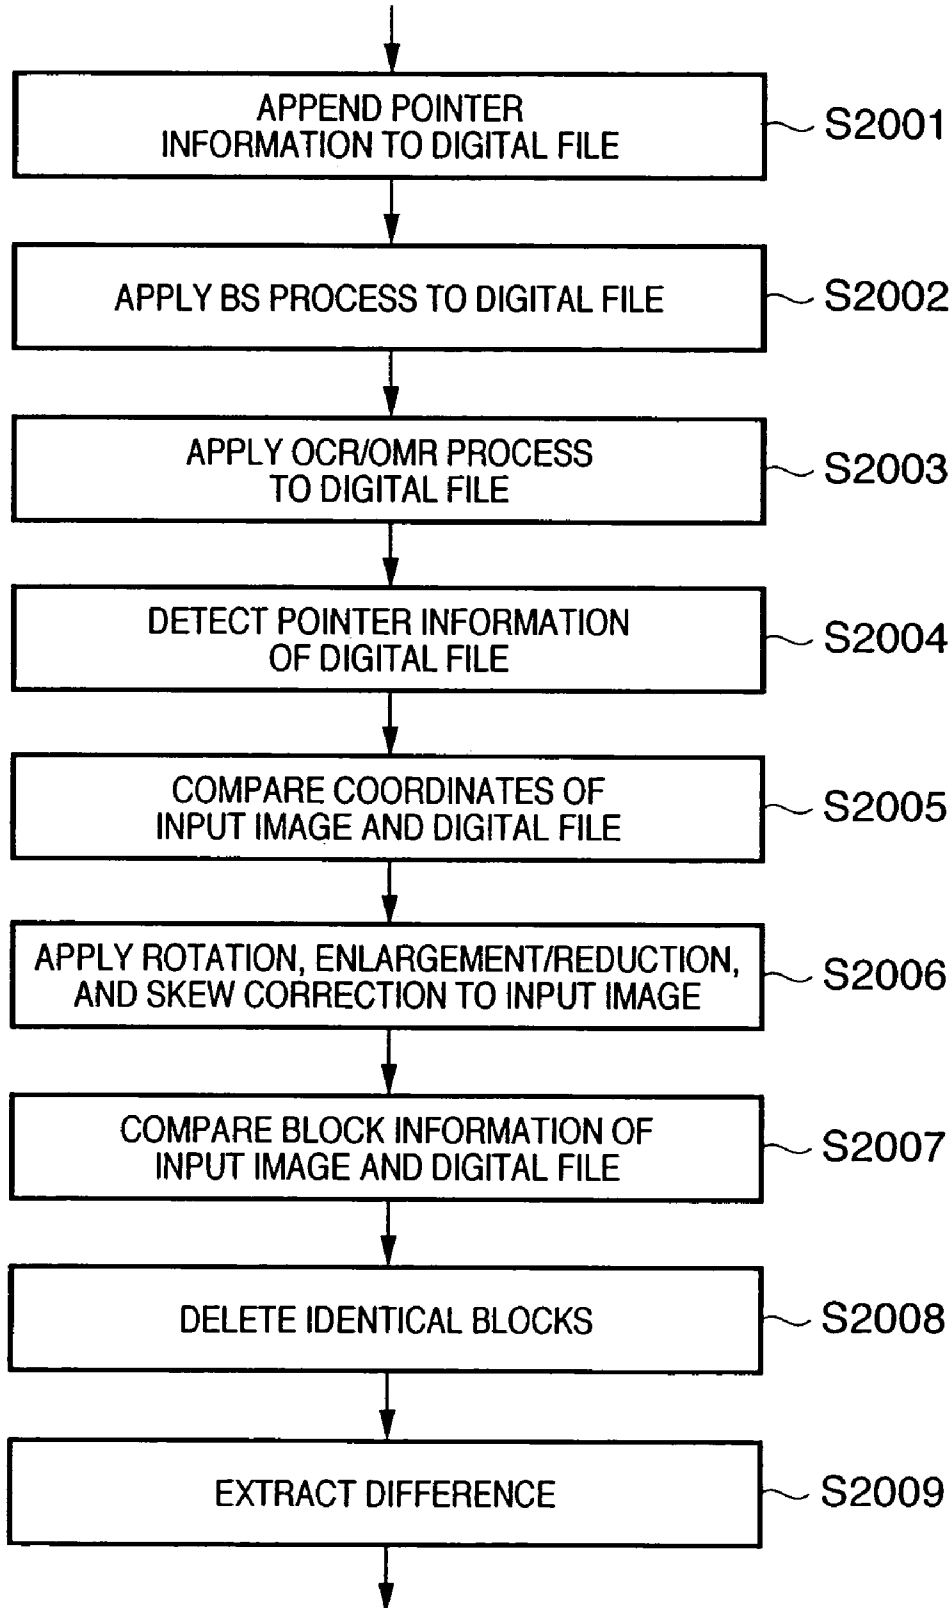 APPEND POINTER
INFORMATION TO DIGITAL FILE
S2001
APPLY BS PROCESS TO DIGITAL FILE
S2002
APPLY OCR/OMR PROCESS
TO DIGITAL FILE
S2003
DETECT POINTER INFORMATION
OF DIGITAL FILE
S2004
COMPARE COORDINATES OF
INPUT IMAGE AND DIGITAL FILE
S2005
APPLY ROTATION, ENLARGEMENT/REDUCTION,
AND SKEW CORRECTION TO INPUT IMAGE
S2006
COMPARE BLOCK INFORMATION OF
INPUT IMAGE AND DIGITAL FILE
S2007
DELETE IDENTICAL BLOCKS
S2008
EXTRACT DIFFERENCE
S2009